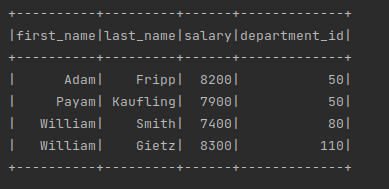 +----------+---------+------+-------------+
|first_name|last_name|salary|department_id|
+----------+---------+------+-------------+
|      Adam|    Fripp|  8200|           50|
|     Payam| Kaufling|  7900|           50|
|   William|    Smith|  7400|           80|
|   William|    Gietz|  8300|          110|
+----------+---------+------+-------------+